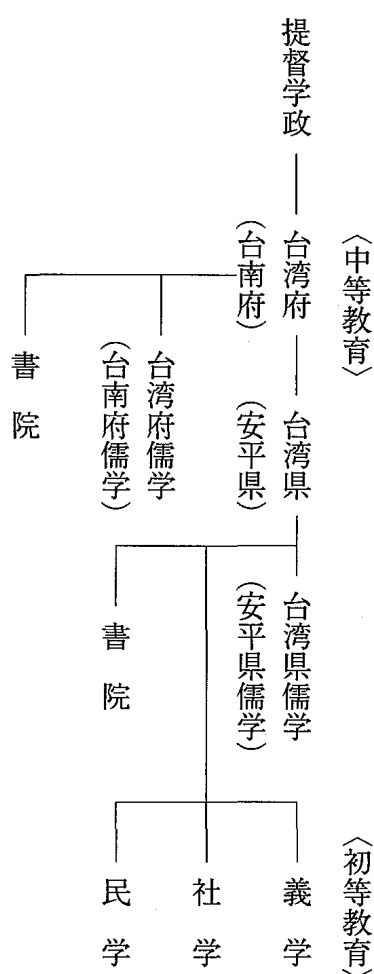 〈中等教育〉
〈初等教育〉
提督学政
台湾府
(台南府)
台湾県
(安平県)
台湾府儒学
(台南府儒学)
書院
台湾県儒学
(安平県儒学)
書院
義学
社学
民学